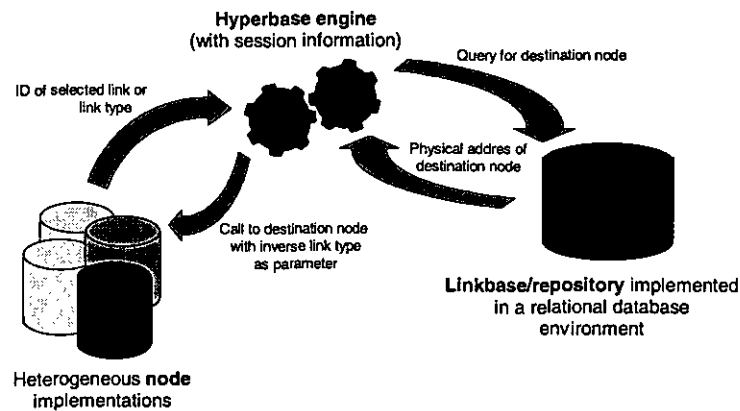 Hyperbase engine
(with session information)
Query for destination node
ID of selected link or
link type
Physical addres of
destination node
Call to destination node
with inverse link type
as parameter
Linkbase/repository implemented
in a relational database
environment
Heterogeneous node
implementations